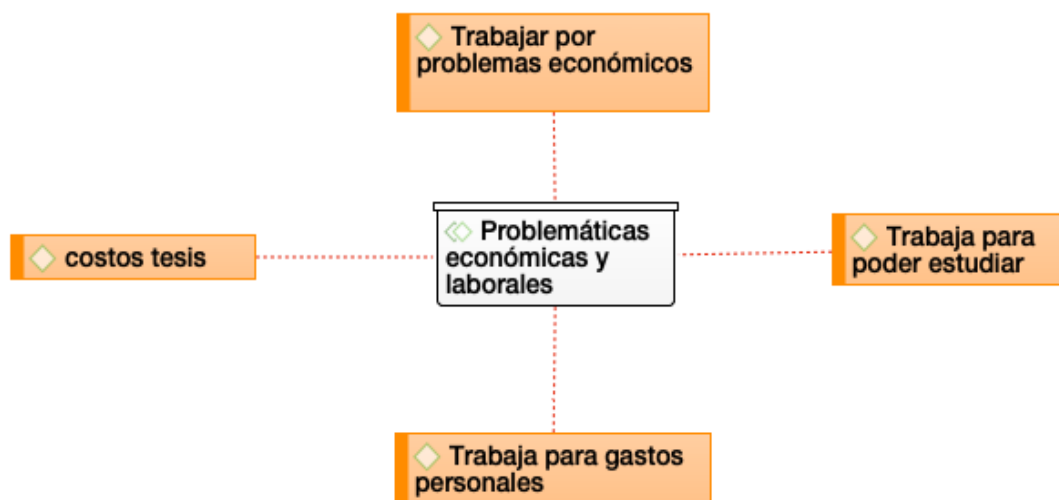 Trabajar por
problemas económicos
Problemáticas
económicas y
laborales
costos tesis
Trabaja para
poder estudiar
Trabaja para gastos
personales